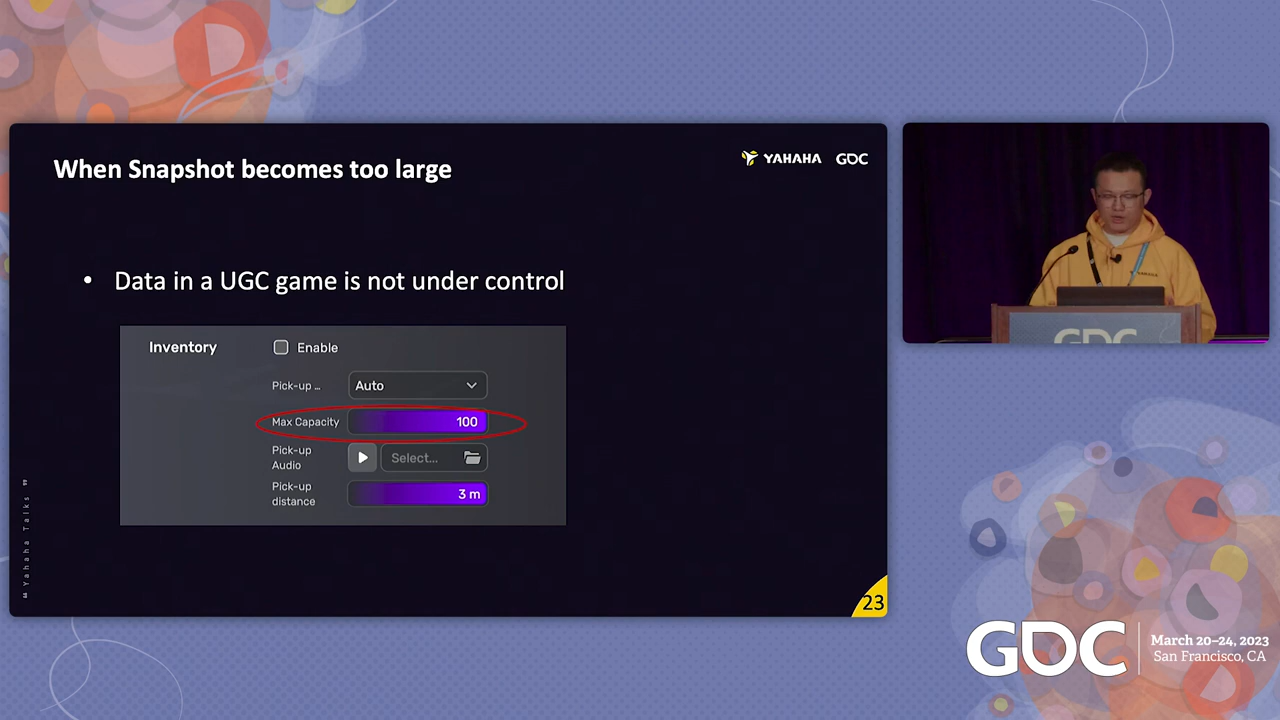 When Snapshot becomes too large
YAHAHA GDC
• Data in a UGC game is not under control
Inventory
Enable
Pick-up ...
Auto
Max Capacity
100
Pick-up
Audio
Select...
Pick-up
distance
3 m
" Yahaha Talks "
23
GDC
GDC
March 20–24, 2023
San Francisco, CA